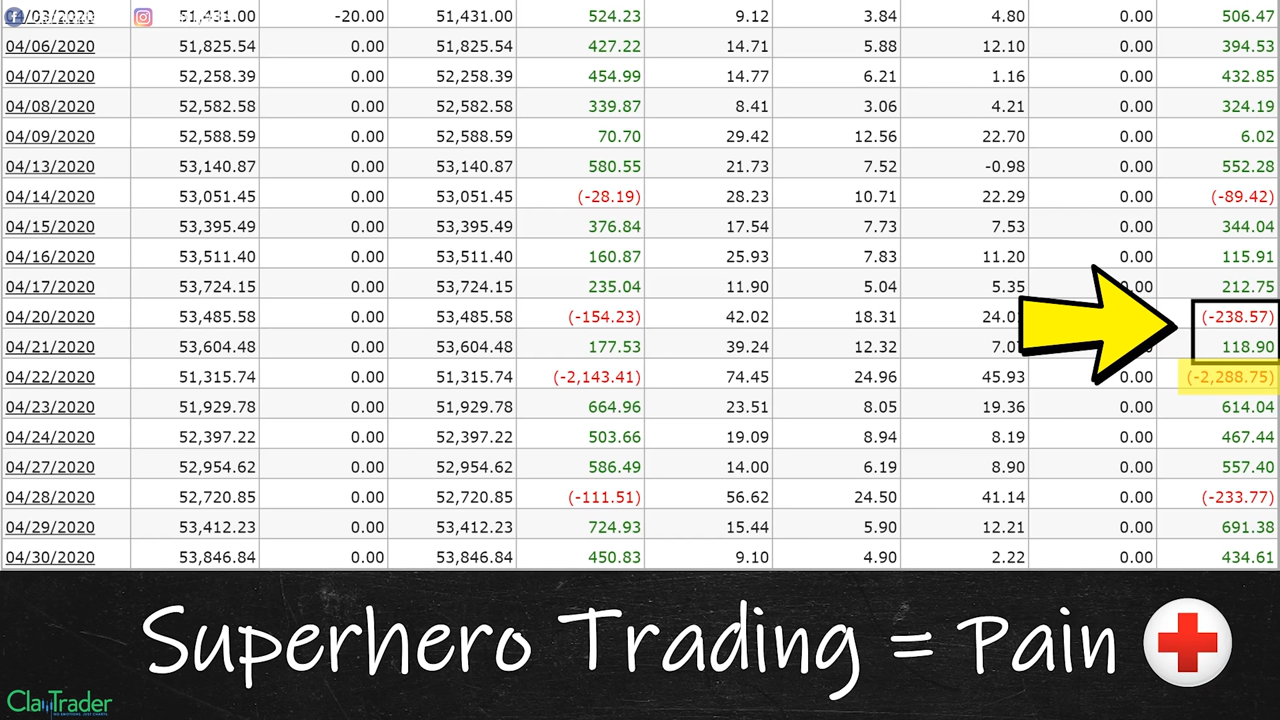 /03/2020 51,431.00 -20.00 51,431.00 524.23 9.12 3.84 4.80 0.00 506.47
04/06/2020 51,825.54 0.00 51,825.54 427.22 14.71 5.88 12.10 0.00 394.53
04/07/2020 52,258.39 0.00 52,258.39 454.99 14.77 6.21 1.16 0.00 432.85
04/08/2020 52,582.58 0.00 52,582.58 339.87 8.41 3.06 4.21 0.00 324.19
04/09/2020 52,588.59 0.00 52,588.59 70.70 29.42 12.56 22.70 0.00 6.02
04/13/2020 53,140.87 0.00 53,140.87 580.55 21.73 7.52 -0.98 0.00 552.28
04/14/2020 53,051.45 0.00 53,051.45 (-28.19) 28.23 10.71 22.29 0.00 (-89.42)
04/15/2020 53,395.49 0.00 53,395.49 376.84 17.54 7.73 7.53 0.00 344.04
04/16/2020 53,511.40 0.00 53,511.40 160.87 25.93 7.83 11.20 0.00 115.91
04/17/2020 53,724.15 0.00 53,724.15 235.04 11.90 5.04 5.35 0.00 212.75
04/20/2020 53,485.58 0.00 53,485.58 (-154.23) 42.02 18.31 24.0 (-238.57)
04/21/2020 53,604.48 0.00 53,604.48 177.53 39.24 12.32 7.0 118.90
04/22/2020 51,315.74 0.00 51,315.74 (-2,143.41) 74.45 24.96 45.93 0.00 (-2,288.75)
04/23/2020 51,929.78 0.00 51,929.78 664.96 23.51 8.05 19.36 0.00 614.04
04/24/2020 52,397.22 0.00 52,397.22 503.66 19.09 8.94 8.19 0.00 467.44
04/27/2020 52,954.62 0.00 52,954.62 586.49 14.00 6.19 8.90 0.00 557.40
04/28/2020 52,720.85 0.00 52,720.85 (-111.51) 56.62 24.50 41.14 0.00 (-233.77)
04/29/2020 53,412.23 0.00 53,412.23 724.93 15.44 5.90 12.21 0.00 691.38
04/30/2020 53,846.84 0.00 53,846.84 450.83 9.10 4.90 2.22 0.00 434.61
Superhero Trading = Pain
ClayTrader
NO EMOTIONS. JUST CHARTS.